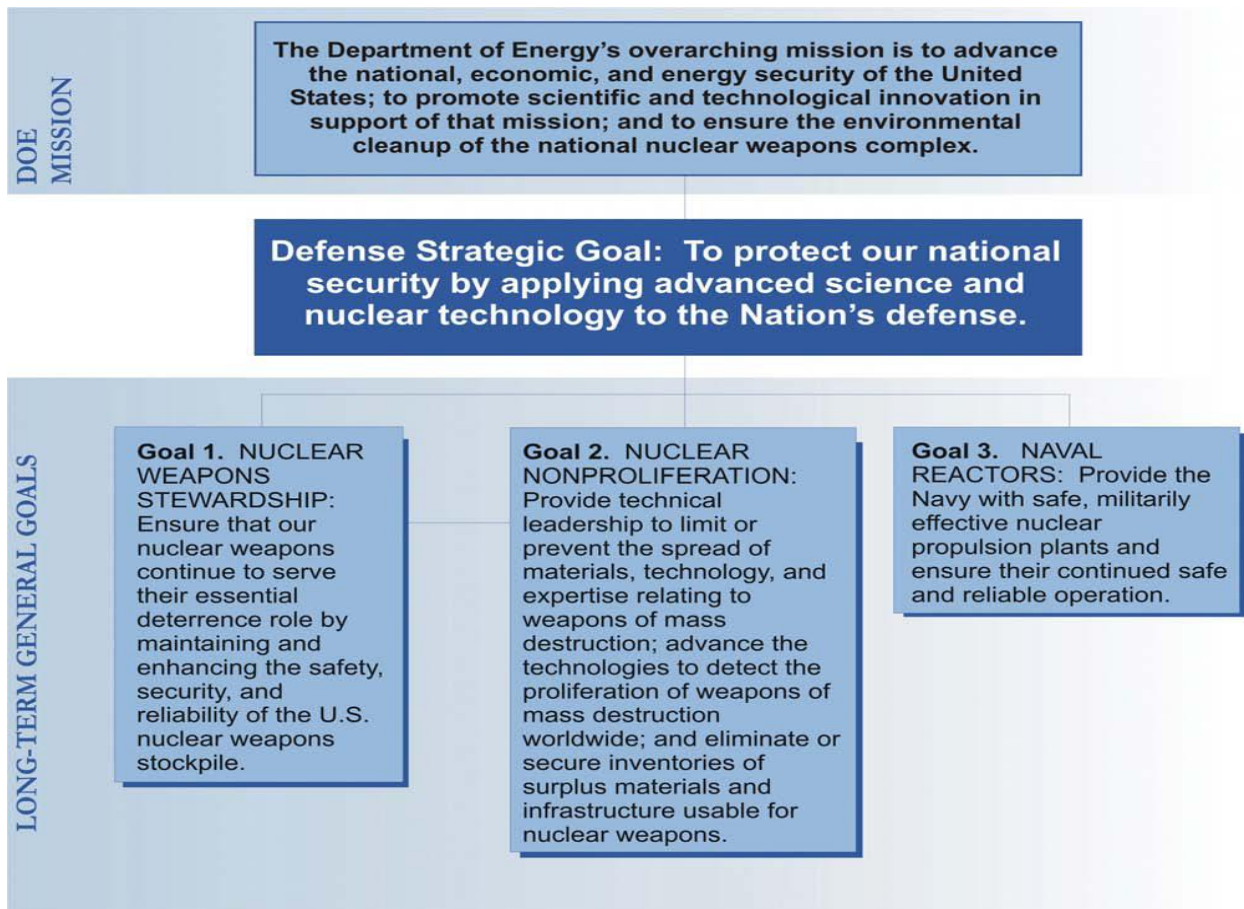 DOE
MISSION
The Department of Energy's overarching mission is to advance
the national, economic, and energy security of the United
States; to promote scientific and technological innovation in
support of that mission; and to ensure the environmental
cleanup of the national nuclear weapons complex.
Defense Strategic Goal:  To protect our national
security by applying advanced science and
nuclear technology to the Nation's defense.
LONG-TERM GENERAL GOALS
Goal 1.  NUCLEAR
WEAPONS
STEWARDSHIP:
Ensure that our
nuclear weapons
continue to serve
their essential
deterrence role by
maintaining and
enhancing the safety,
security, and
reliability of the U.S.
nuclear weapons
stockpile.
Goal 2.  NUCLEAR
NONPROLIFERATION:
Provide technical
leadership to limit or
prevent the spread of
materials, technology, and
expertise relating to
weapons of mass
destruction; advance the
technologies to detect the
proliferation of weapons of
mass destruction
worldwide; and eliminate or
secure inventories of
surplus materials and
infrastructure usable for
nuclear weapons.
Goal 3.  NAVAL
REACTORS:  Provide the
Navy with safe, militarily
effective nuclear
propulsion plants and
ensure their continued safe
and reliable operation.